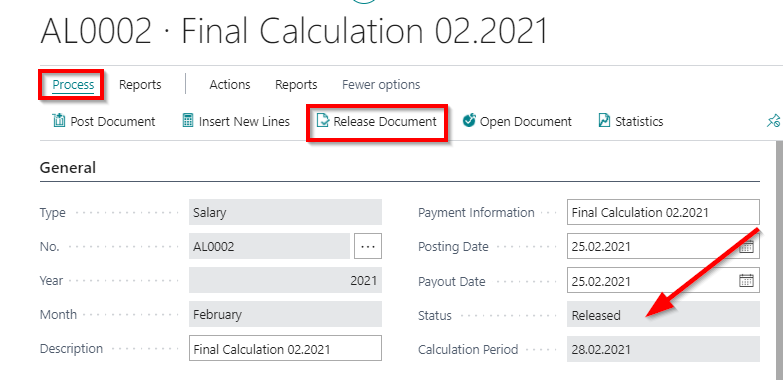 AL0002 · Final Calculation 02.2021
Process Reports Actions Reports Fewer options
Post Document Insert New Lines Release Document Open Document Statistics
General
Type Salary Payment Information Final Calculation 02.2021
No. AL0002 ... Posting Date 25.02.2021
Year 2021 Payout Date 25.02.2021
Month February Status Released
Description Final Calculation 02.2021 Calculation Period 28.02.2021